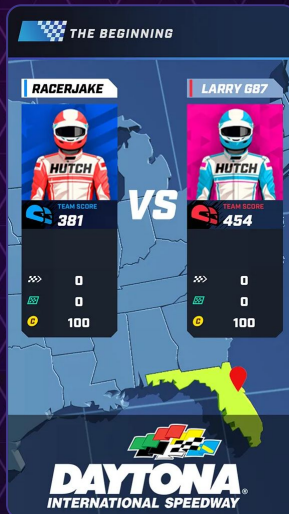 THE BEGINNING
RACERJAKE
LARRY G87
HUTCH
HUTCH
VS
TEAM SCORE
381
TEAM SCORE
454
0
0
0
0
C 100
C 100
DAYTONA®
INTERNATIONAL SPEEDWAY